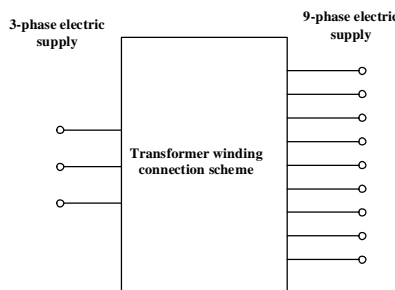 3-phase electric
supply
9-phase electric
supply
Transformer winding
connection scheme